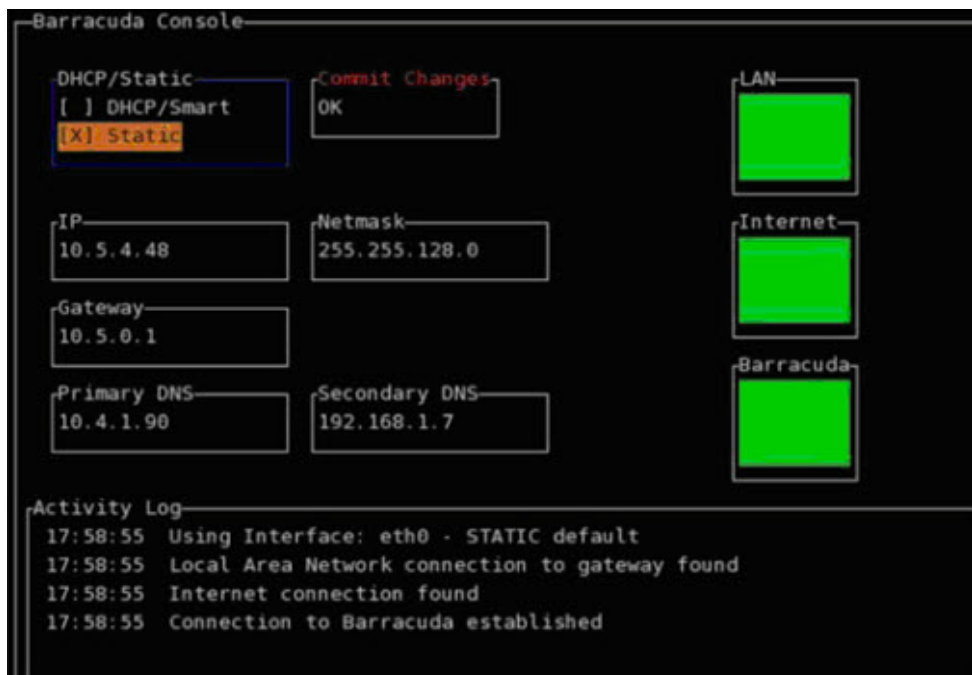 Barracuda Console
DHCP/Static
[ ] DHCP/Smart
[X] Static
Commit Changes
OK
LAN
IP
10.5.4.48
Netmask
255.255.128.0
Internet
Gateway
10.5.0.1
Primary DNS
10.4.1.90
Secondary DNS
192.168.1.7
Barracuda
Activity Log
17:58:55 Using Interface: eth0 - STATIC default
17:58:55 Local Area Network connection to gateway found
17:58:55 Internet connection found
17:58:55 Connection to Barracuda established